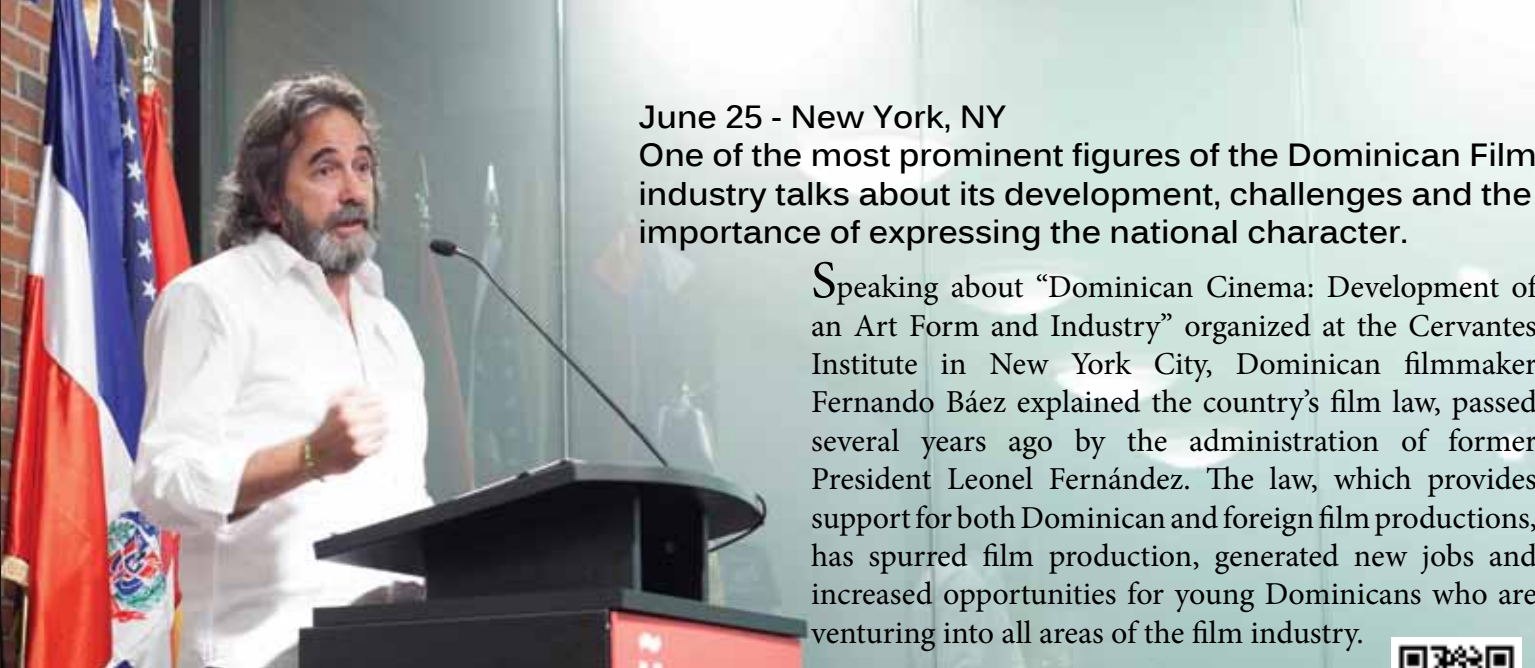 June 25 - New York, NY
One of the most prominent figures of the Dominican Film
industry talks about its development, challenges and the
importance of expressing the national character.
Speaking about “Dominican Cinema: Development of
an Art Form and Industry” organized at the Cervantes
Institute in New York City, Dominican filmmaker
Fernando Báez explained the country’s film law, passed
several years ago by the administration of former
President Leonel Fernández. The law, which provides
support for both Dominican and foreign film productions,
has spurred film production, generated new jobs and
increased opportunities for young Dominicans who are
venturing into all areas of the film industry.